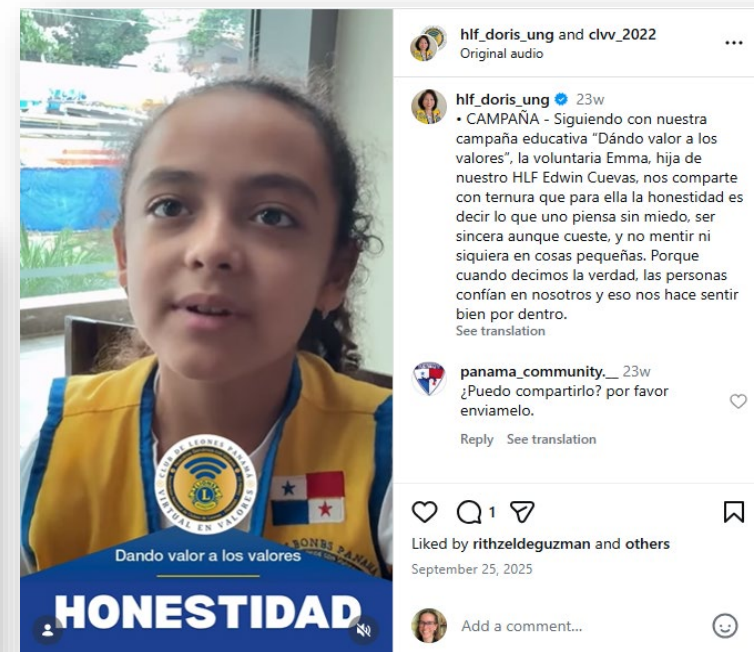 hlf_doris_ung and clvv_2022
Original audio
hlf_doris_ung 23w
• CAMPAÑA - Siguiendo con nuestra
campaña educativa “Dándo valor a los
valores”, la voluntaria Emma, hija de
nuestro HLF Edwin Cuevas, nos comparte
con ternura que para ella la honestidad es
decir lo que uno piensa sin miedo, ser
sincera aunque cueste, y no mentir ni
siquiera en cosas pequeñas. Porque
cuando decimos la verdad, las personas
confían en nosotros y eso nos hace sentir
bien por dentro.
See translation
panama_community.__ 23w
¿Puedo compartirlo? por favor
enviamelo.
Reply See translation
1
Liked by rithzeldeguzman and others
September 25, 2025
Add a comment...
CLUB DE LEONES PANAMÁ
VIRTUAL EN VALORES
L
LEONES PANAMÁ
Dando valor a los valores
HONESTIDAD